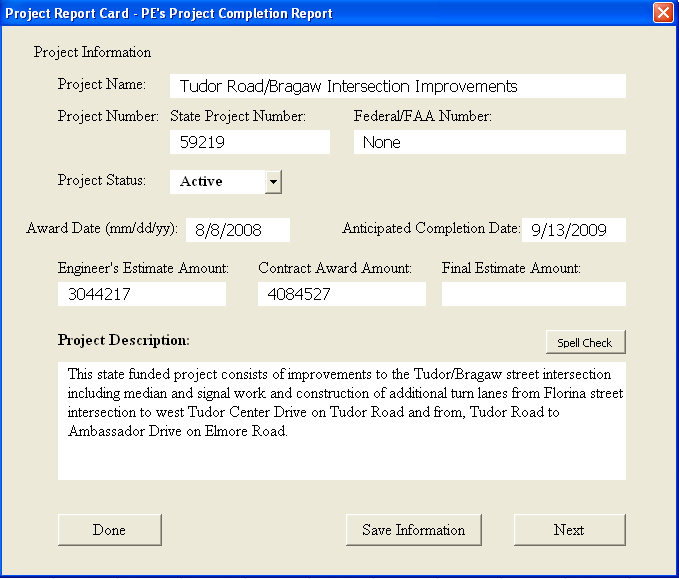 Project Report Card - PE's Project Completion Report
Project Information
Project Name: Tudor Road/Bragaw Intersection Improvements
Project Number: State Project Number: Federal/FAA Number:
59219 None
Project Status: Active
Award Date (mm/dd/yy): 8/8/2008 Anticipated Completion Date: 9/13/2009
Engineer's Estimate Amount: Contract Award Amount: Final Estimate Amount:
3044217 4084527
Project Description: Spell Check
This state funded project consists of improvements to the Tudor/Bragaw street intersection
including median and signal work and construction of additional turn lanes from Florina street
intersection to west Tudor Center Drive on Tudor Road and from, Tudor Road to
Ambassador Drive on Elmore Road.
Done Save Information Next